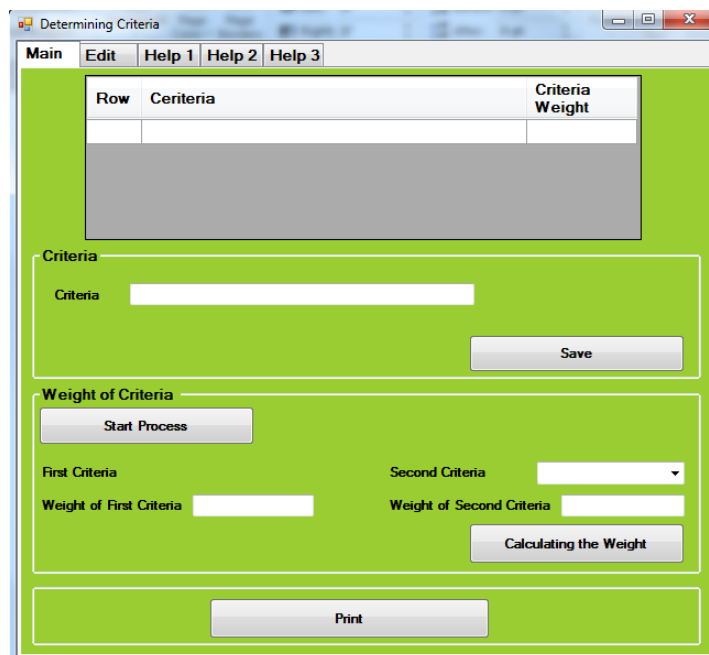 Determining Criteria
Main Edit Help 1 Help 2 Help 3
Row Ceriteria Criteria Weight
Criteria
Criteria
Save
Weight of Criteria
Start Process
First Criteria Second Criteria
Weight of First Criteria Weight of Second Criteria
Calculating the Weight
Print